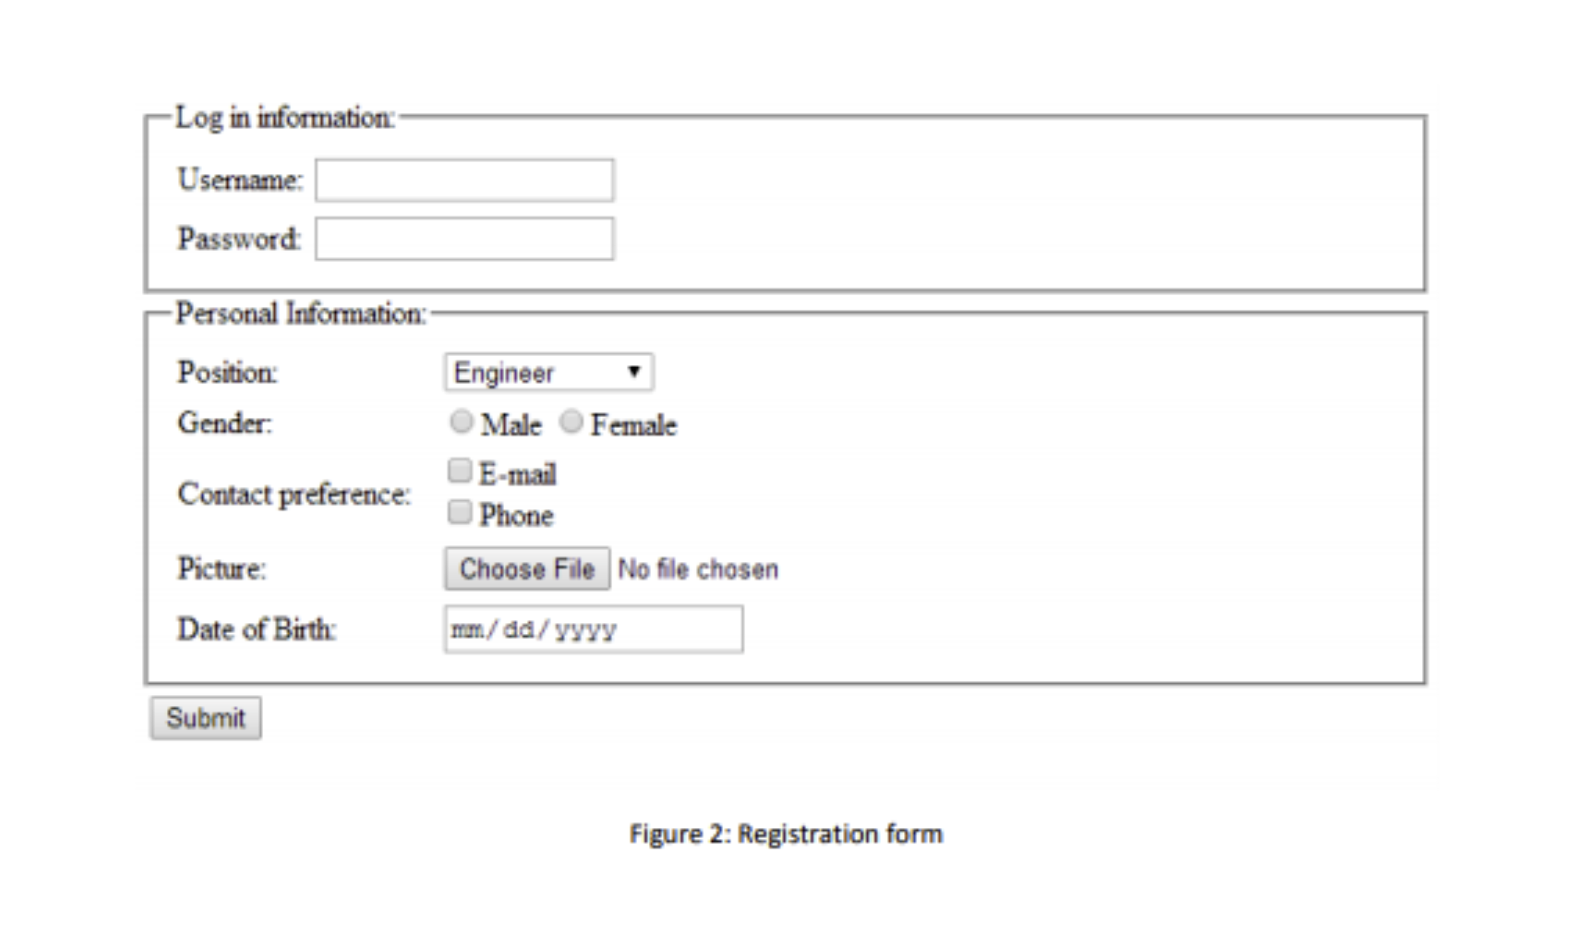 Log in information:
Username:
Password:
Personal Information:
Position: Engineer
Gender: Male Female
Contact preference: E-mail
Phone
Picture: Choose File No file chosen
Date of Birth: mm/dd/yyyy
Submit
Figure 2: Registration form